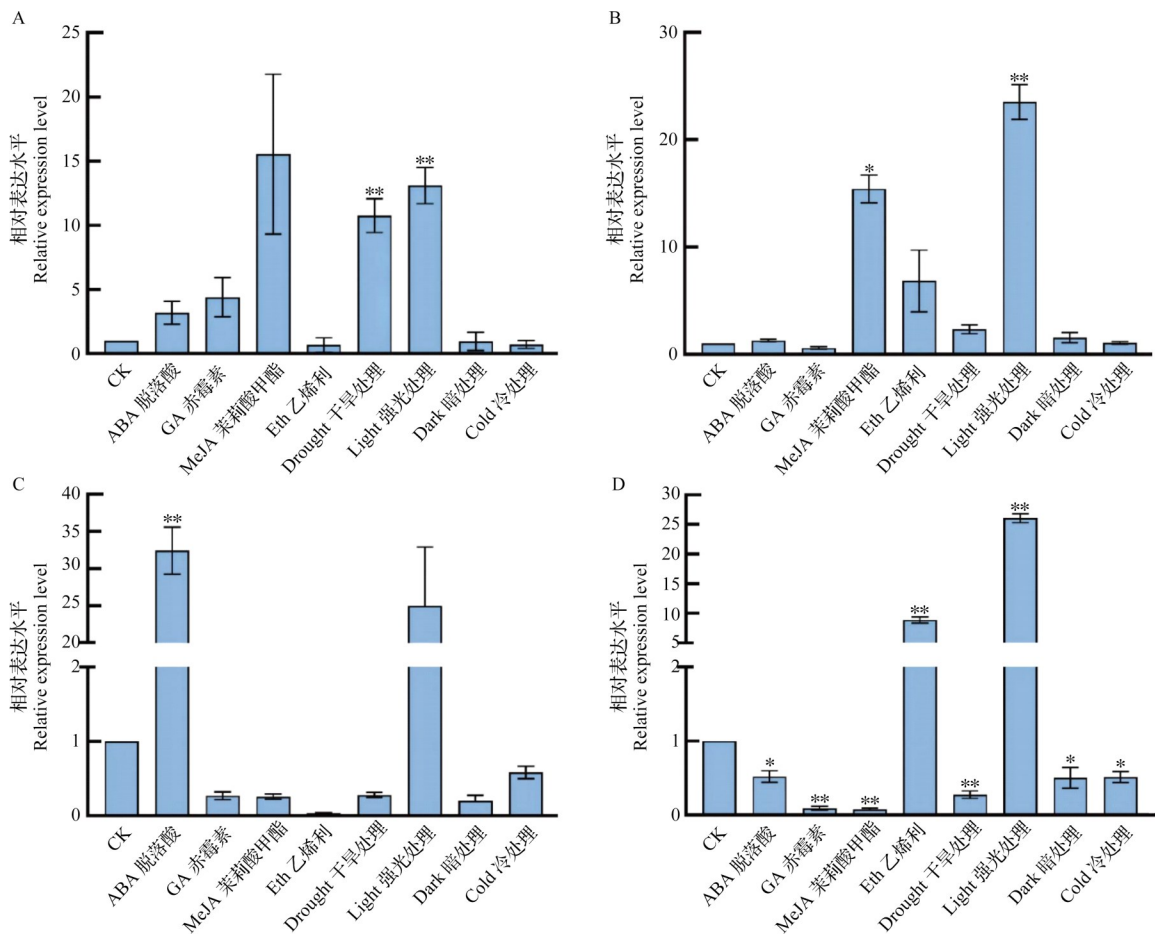 A
相对表达水平
Relative expression level
25
20
15
10
5
0
**
**
CK
ABA 脱落酸
GA 赤霉素
MeJA 茉莉酸甲酯
Eth 乙烯利
Drought 干旱处理
Light 强光处理
Dark 暗处理
Cold 冷处理
B
相对表达水平
Relative expression level
30
20
10
0
*
**
CK
ABA 脱落酸
GA 赤霉素
MeJA 茉莉酸甲酯
Eth 乙烯利
Drought 干旱处理
Light 强光处理
Dark 暗处理
Cold 冷处理
C
相对表达水平
Relative expression level
40
35
30
25
20
2
1
0
**
CK
ABA 脱落酸
GA 赤霉素
MeJA 茉莉酸甲酯
Eth 乙烯利
Drought 干旱处理
Light 强光处理
Dark 暗处理
Cold 冷处理
D
相对表达水平
Relative expression level
30
25
20
15
10
5
2
1
0
*
**
**
**
**
**
*
*
CK
ABA 脱落酸
GA 赤霉素
MeJA 茉莉酸甲酯
Eth 乙烯利
Drought 干旱处理
Light 强光处理
Dark 暗处理
Cold 冷处理